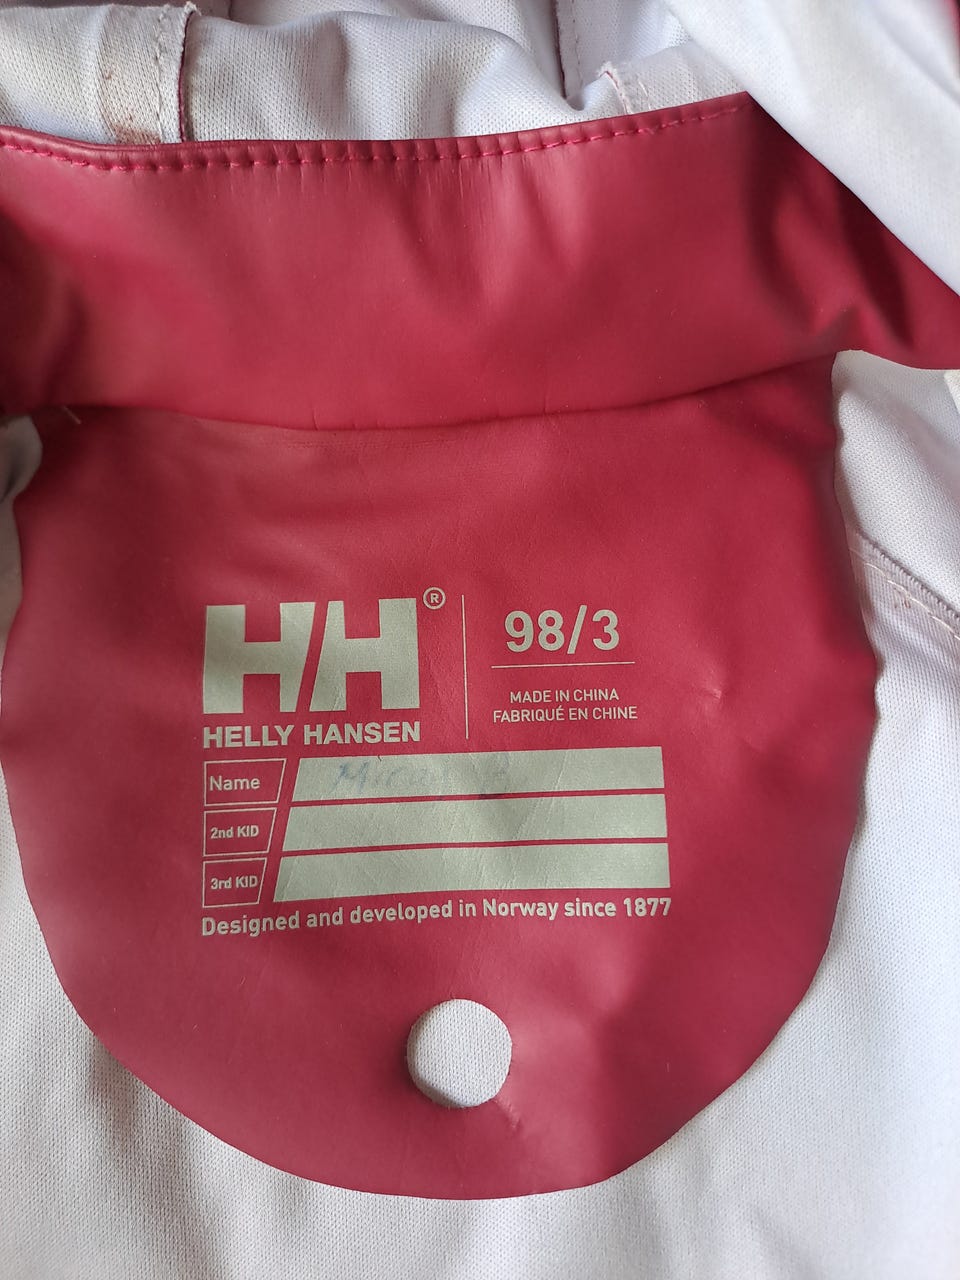 HH®
HELLY HANSEN
98/3
MADE IN CHINA
FABRIQUÉ EN CHINE
Name
2nd KID
3rd KID
Designed and developed in Norway since 1877